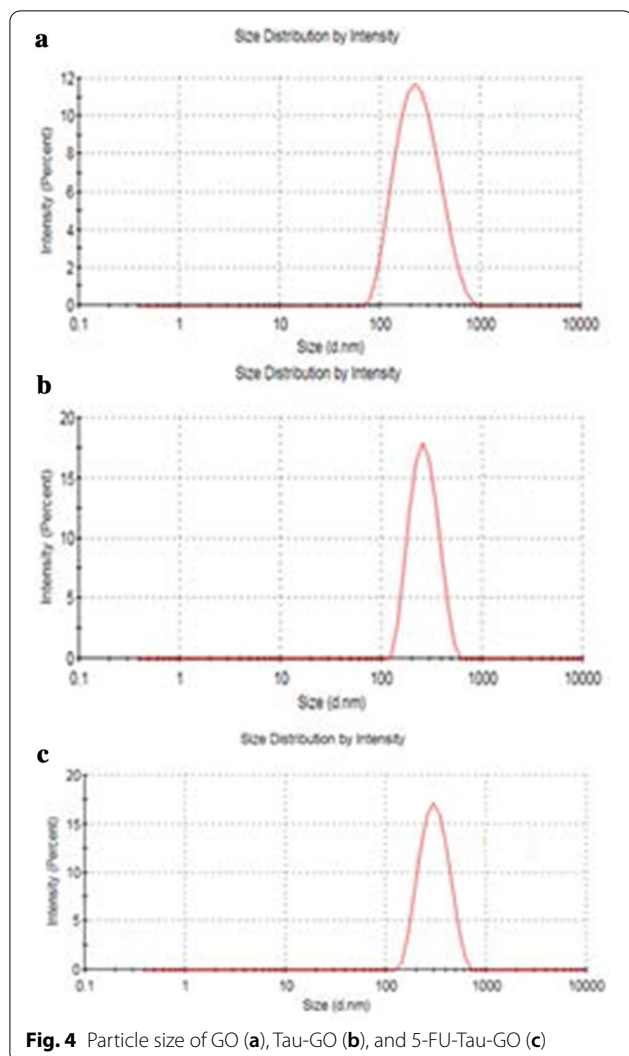 a
Size Distribution by Intensity
Intensity (Percent)
12
10
8
6
4
2
0
0.1 1 10 100 1000 10000
Size (d.nm)
b
Size Distribution by Intensity
Intensity (Percent)
20
15
10
5
0
0.1 1 10 100 1000 10000
Size (d.nm)
c
Size Distribution by Intensity
Intensity (Percent)
20
15
10
5
0
0.1 1 10 100 1000 10000
Size (d.nm)
Fig. 4 Particle size of GO (a), Tau-GO (b), and 5-FU-Tau-GO (c)